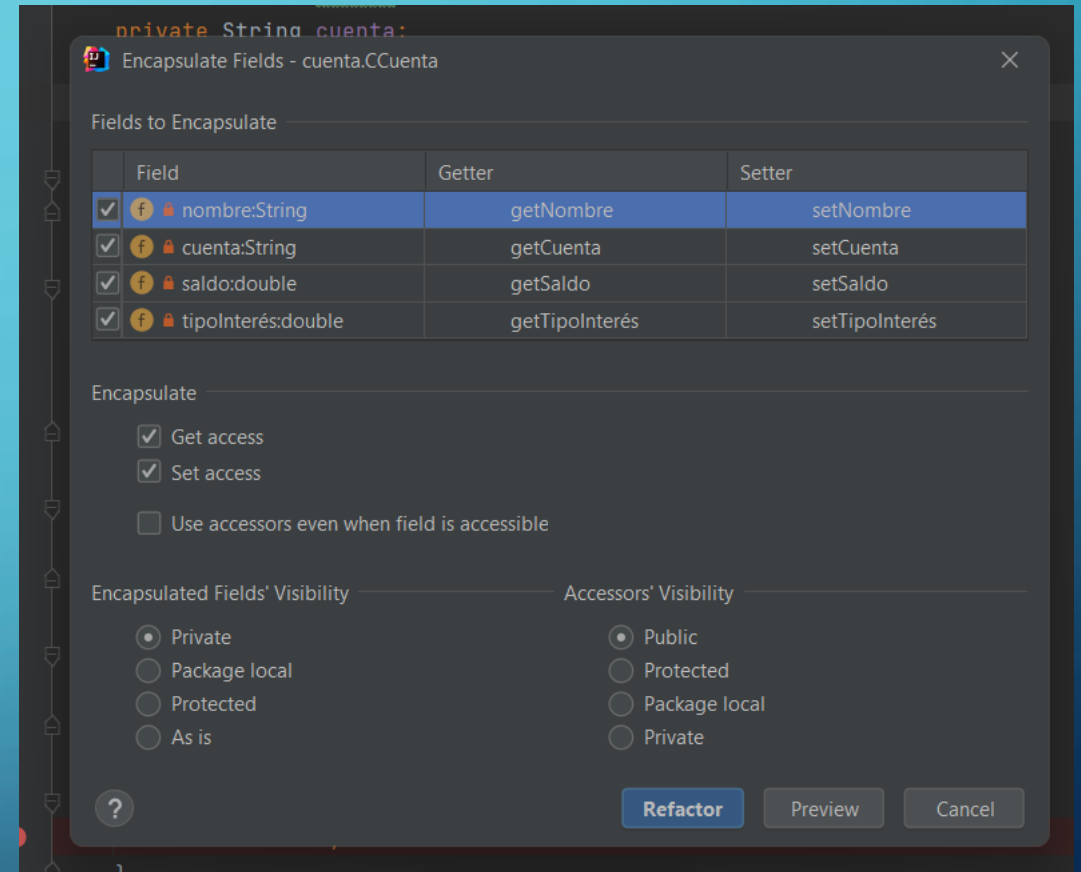 private String cuenta;
Encapsulate Fields - cuenta.CCuenta
Fields to Encapsulate
Field Getter Setter
nombre:String getNombre setNombre
cuenta:String getCuenta setCuenta
saldo:double getSaldo setSaldo
tipoInterés:double getTipoInterés setTipoInterés
Encapsulate
Get access
Set access
Use accessors even when field is accessible
Encapsulated Fields' Visibility Accessors' Visibility
Private Public
Package local Protected
Protected Package local
As is Private
? Refactor Preview Cancel
}